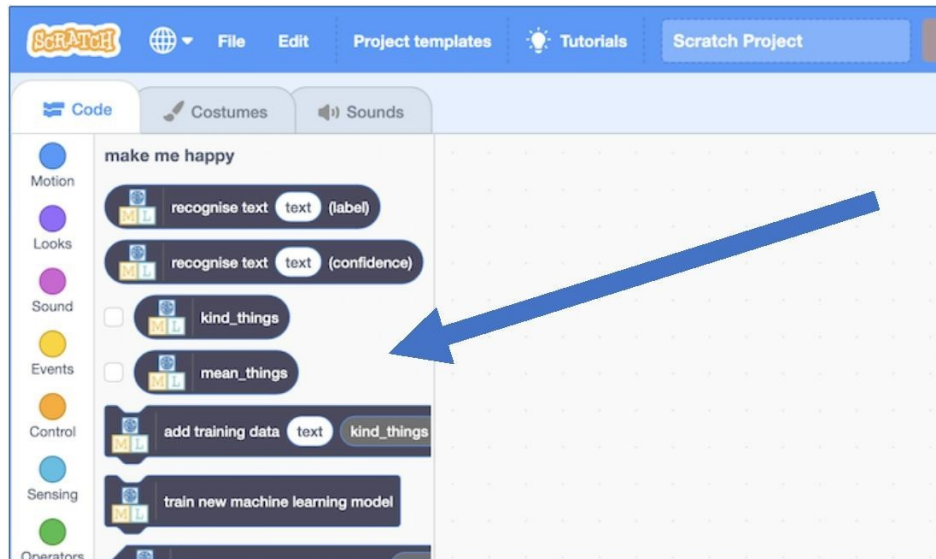 SCRATCH File Edit Project templates Tutorials Scratch Project
Code Costumes Sounds
make me happy
Motion
ML recognise text text (label)
Looks
ML recognise text text (confidence)
Sound
ML kind_things
Events
ML mean_things
Control
ML add training data text kind_things
Sensing
ML train new machine learning model
Operators